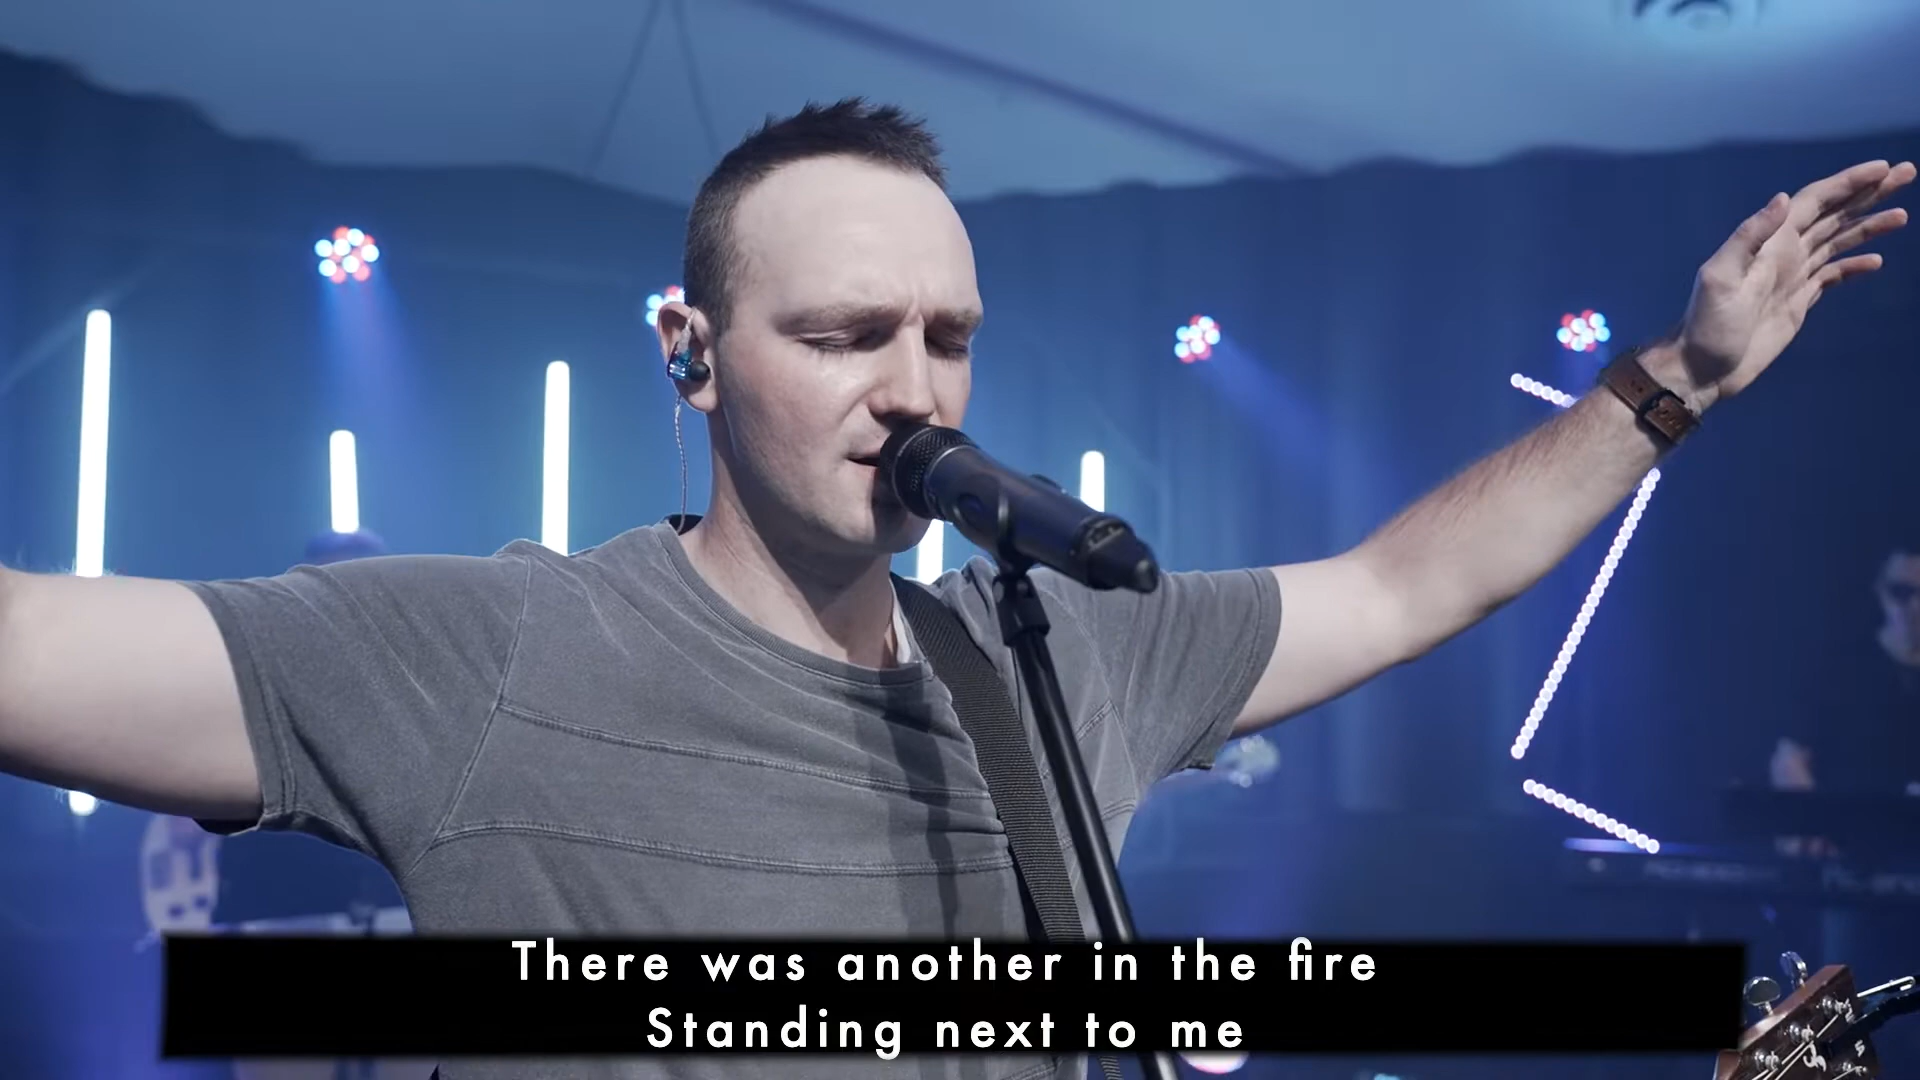 There was another in the fire
Standing next to me